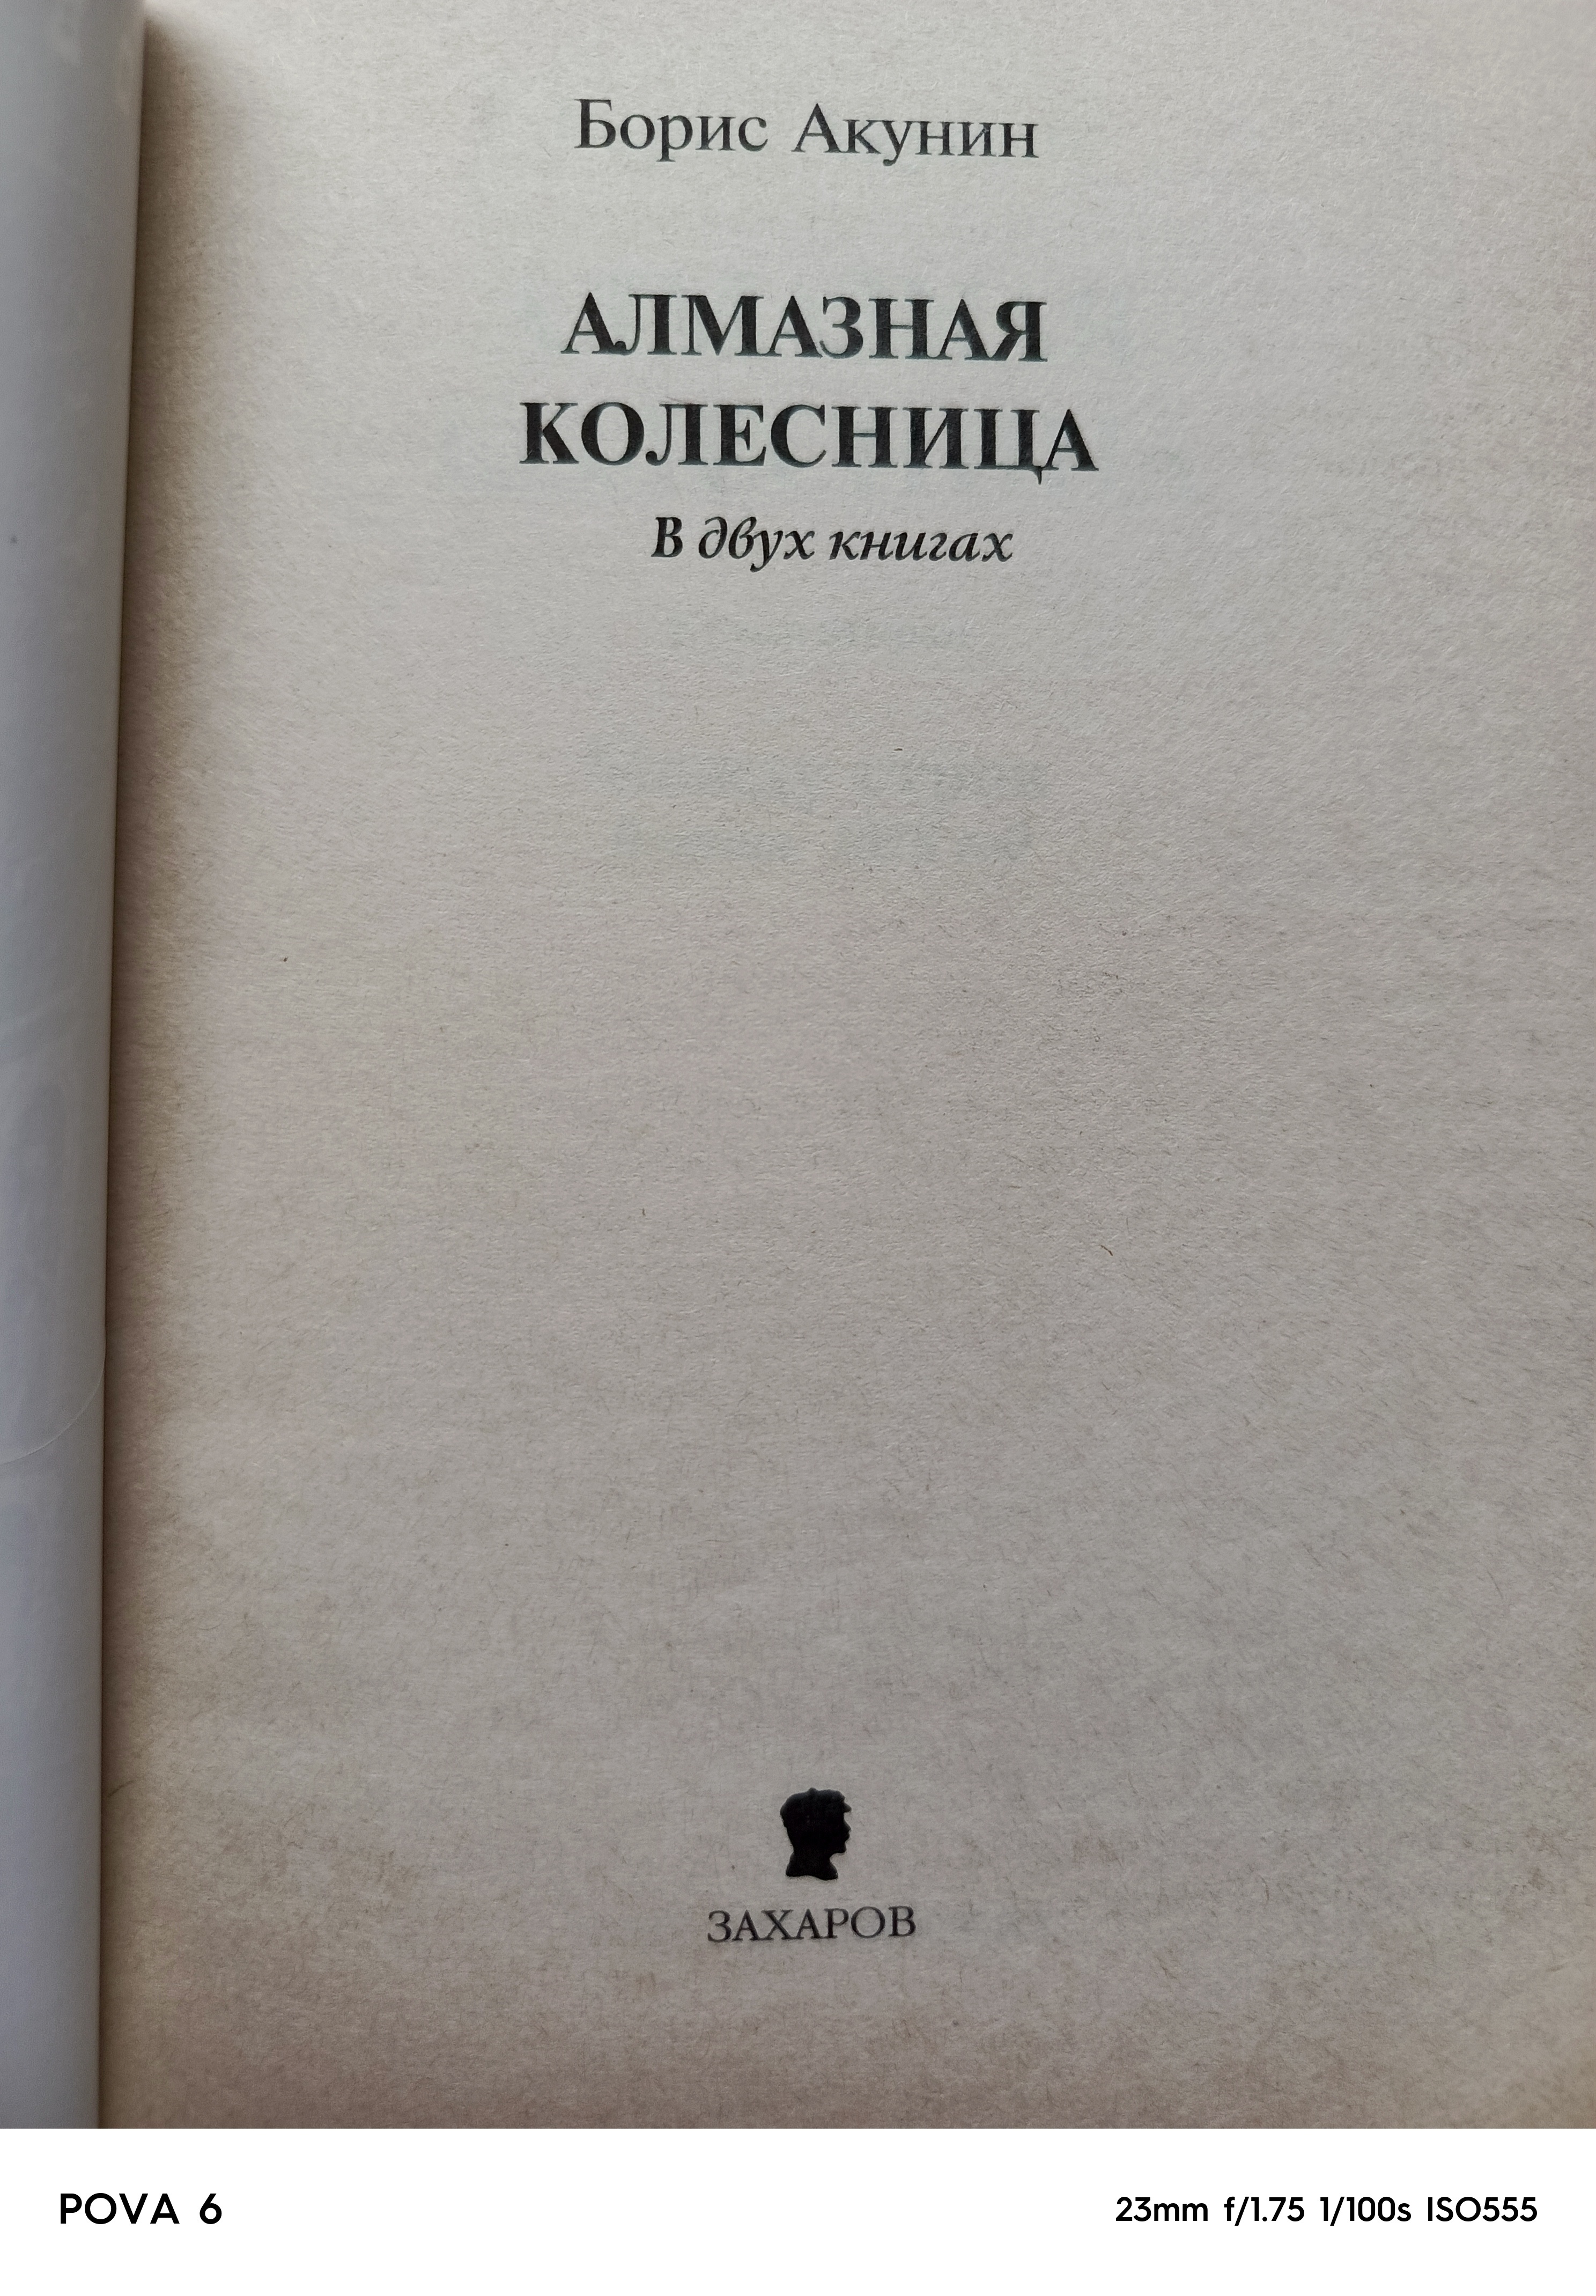 Борис Акунин
АЛМАЗНАЯ
КОЛЕСНИЦА
В двух книгах
ЗАХАРОВ
POVA 6
23mm f/1.75 1/100s ISO555